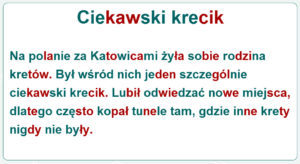 Ciekawski krecik
Na polanie za Katowicami żyła sobie rodzina
kretów. Był wśród nich jeden szczególnie
ciekawski krecik. Lubił odwiedzać nowe miejsca,
dlatego często kopał tunele tam, gdzie inne krety
nigdy nie były.